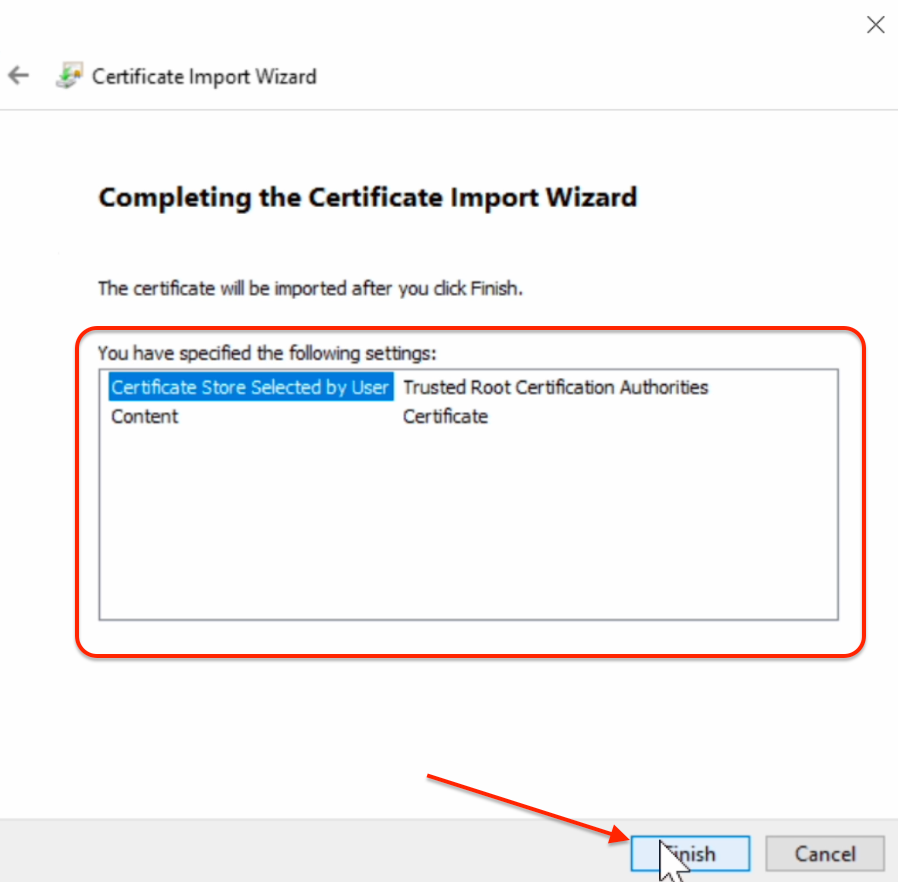 Certificate Import Wizard
Completing the Certificate Import Wizard
The certificate will be imported after you click Finish.
You have specified the following settings:
Certificate Store Selected by User Trusted Root Certification Authorities
Content Certificate
Finish Cancel